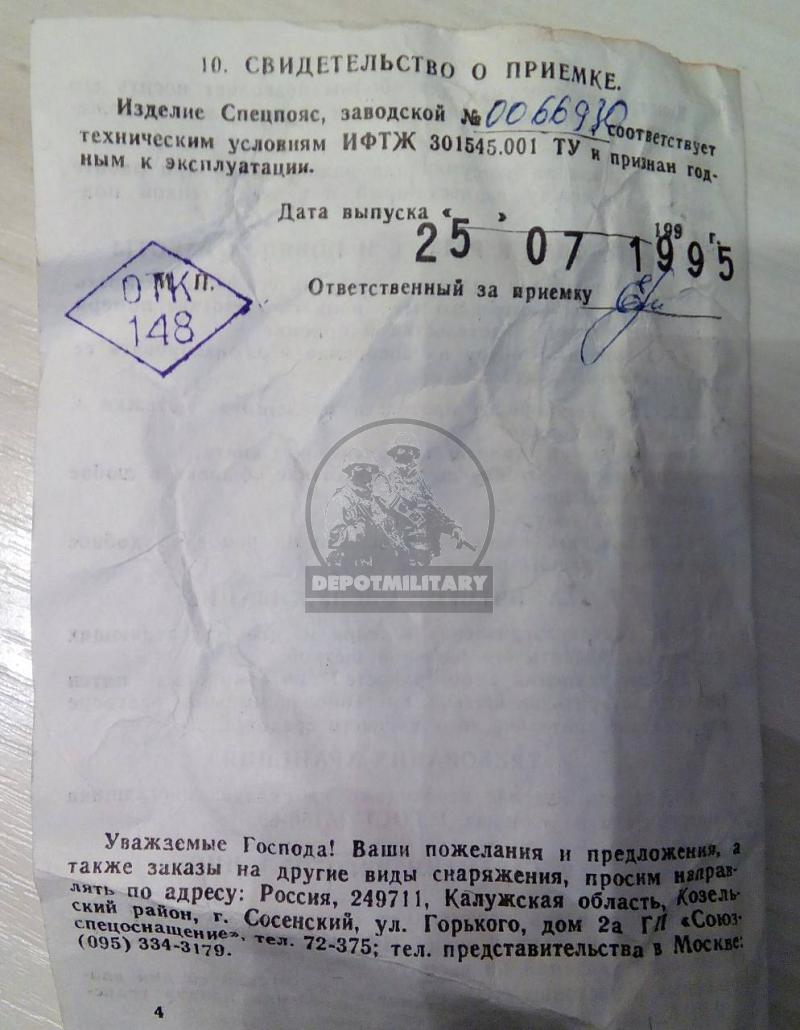 10. СВИДЕТЕЛЬСТВО О ПРИЕМКЕ.
Изделие Спецпояс, заводской № 0066930, соответствует
техническим условиям ИФТЖ 301545.001 ТУ и признан год-
ным к эксплуатации.
Дата выпуска « » 199 г.
25 07 1995
М. П.
ОТК
148
Ответственный за приемку
DEPOTMILITARY
ТРЕБОВАНИЯ ХРАНЕНИЯ
Уважаемые Господа! Ваши пожелания и предложения, а
также заказы на другие виды снаряжения, просим направ-
лять по адресу: Россия, 249711, Калужская область, Козель-
ский район, г. Сосенский, ул. Горького, дом 2а ГП «Союз-
спецоснащение», тел. 72-375; тел. представительства в Москве:
(095) 334-3179.
4